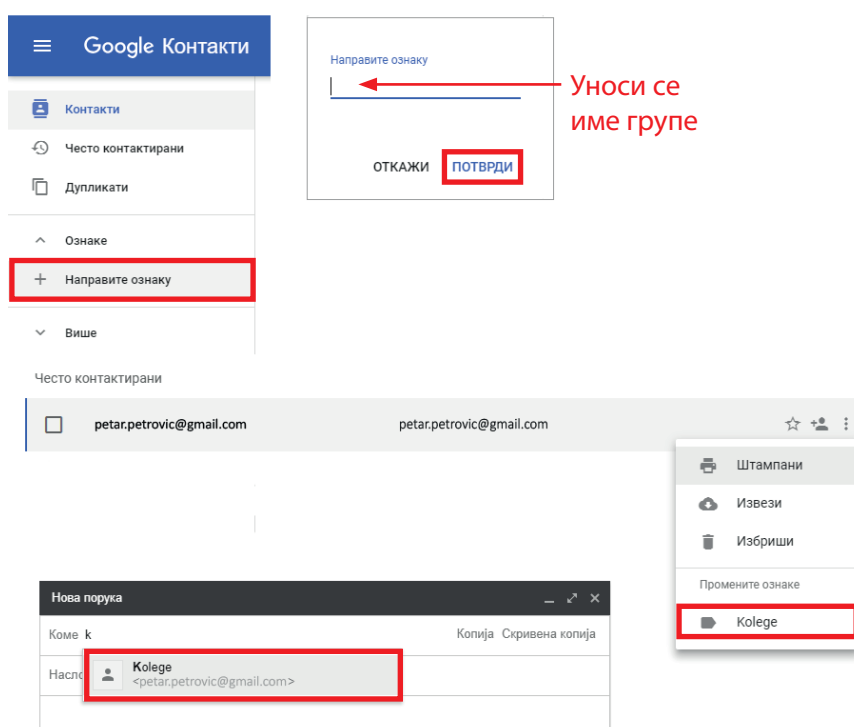 Google Контакти
Контакти
Често контактирани
Дупликати
Ознаке
Направите ознаку
Више
Направите ознаку
ОТКАЖИ ПОТВРДИ
Уноси се
име групе
Често контактирани
petar.petrovic@gmail.com petar.petrovic@gmail.com
Штампани
Извези
Избриши
Промените ознаке
Kolege
Нова порука
Коме k Копија Скривена копија
Kolege
<petar.petrovic@gmail.com>